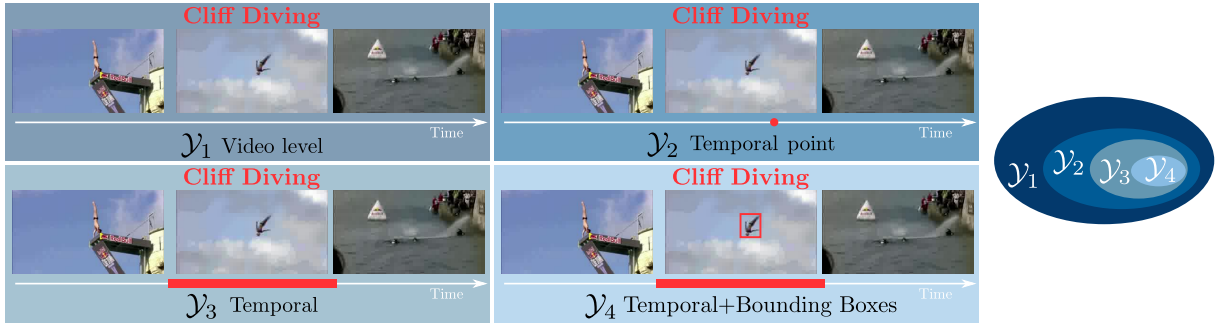 Cliff Diving
Time
𝒴1 Video level
Cliff Diving
Time
𝒴2 Temporal point
Cliff Diving
Time
𝒴3 Temporal
Cliff Diving
Time
𝒴4 Temporal+Bounding Boxes
𝒴1 𝒴2 𝒴3 𝒴4